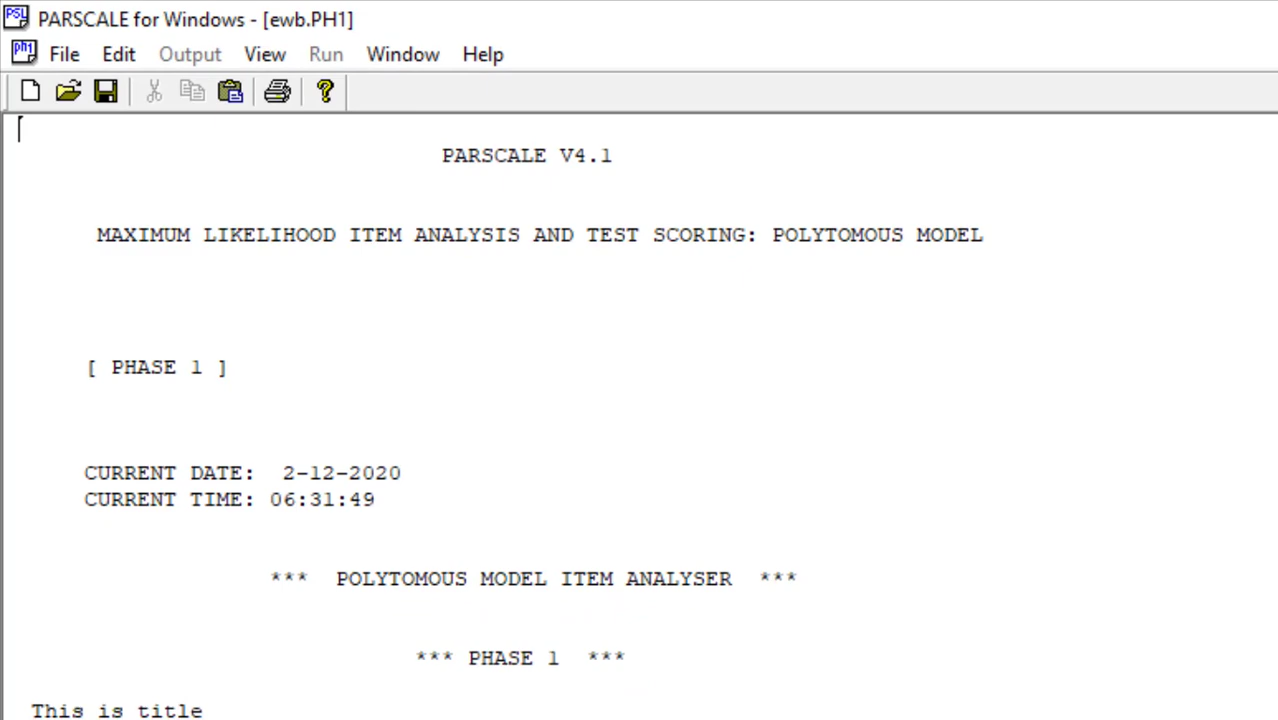 PSL PARSCALE for Windows - [ewb.PH1]
ph1 File Edit Output View Run Window Help
PARSCALE V4.1
MAXIMUM LIKELIHOOD ITEM ANALYSIS AND TEST SCORING: POLYTOMOUS MODEL
[ PHASE 1 ]
CURRENT DATE:  2-12-2020
CURRENT TIME: 06:31:49
***  POLYTOMOUS MODEL ITEM ANALYSER  ***
*** PHASE 1  ***
This is title